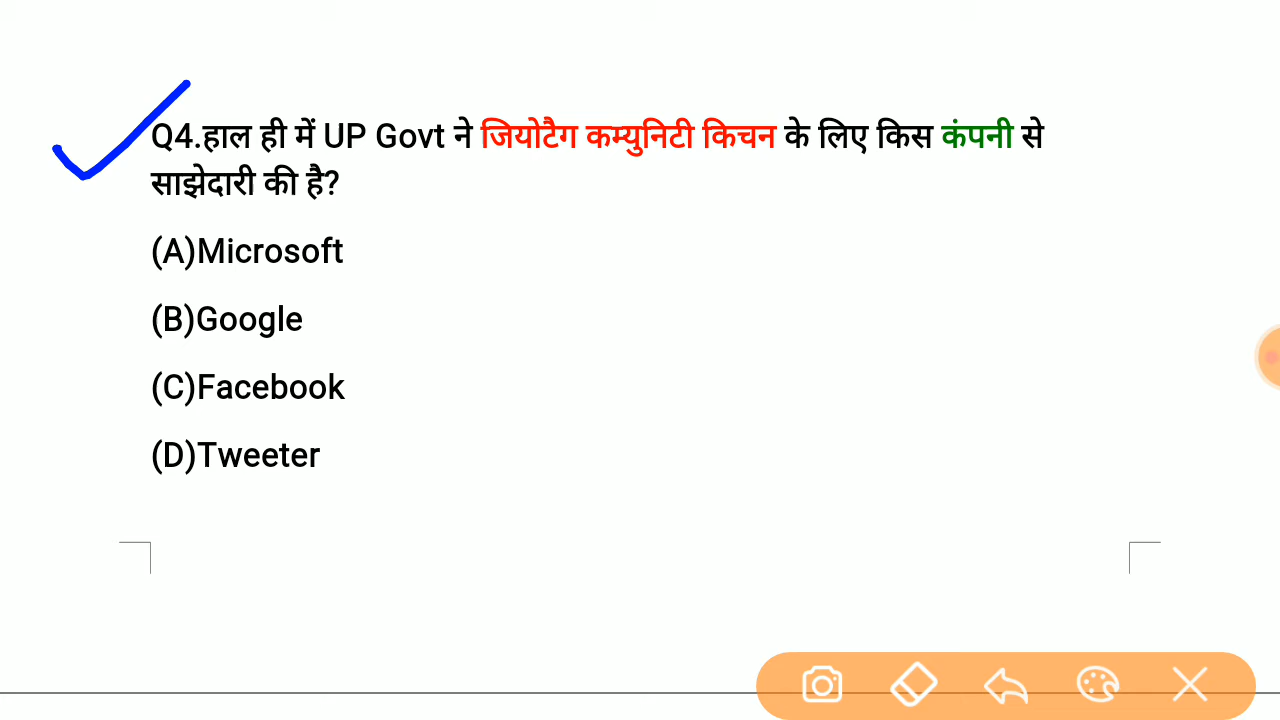 Q4.हाल ही में UP Govt ने जियोटैग कम्युनिटी किचन के लिए किस कंपनी से
साझेदारी की है?
(A)Microsoft
(B)Google
(C)Facebook
(D)Tweeter